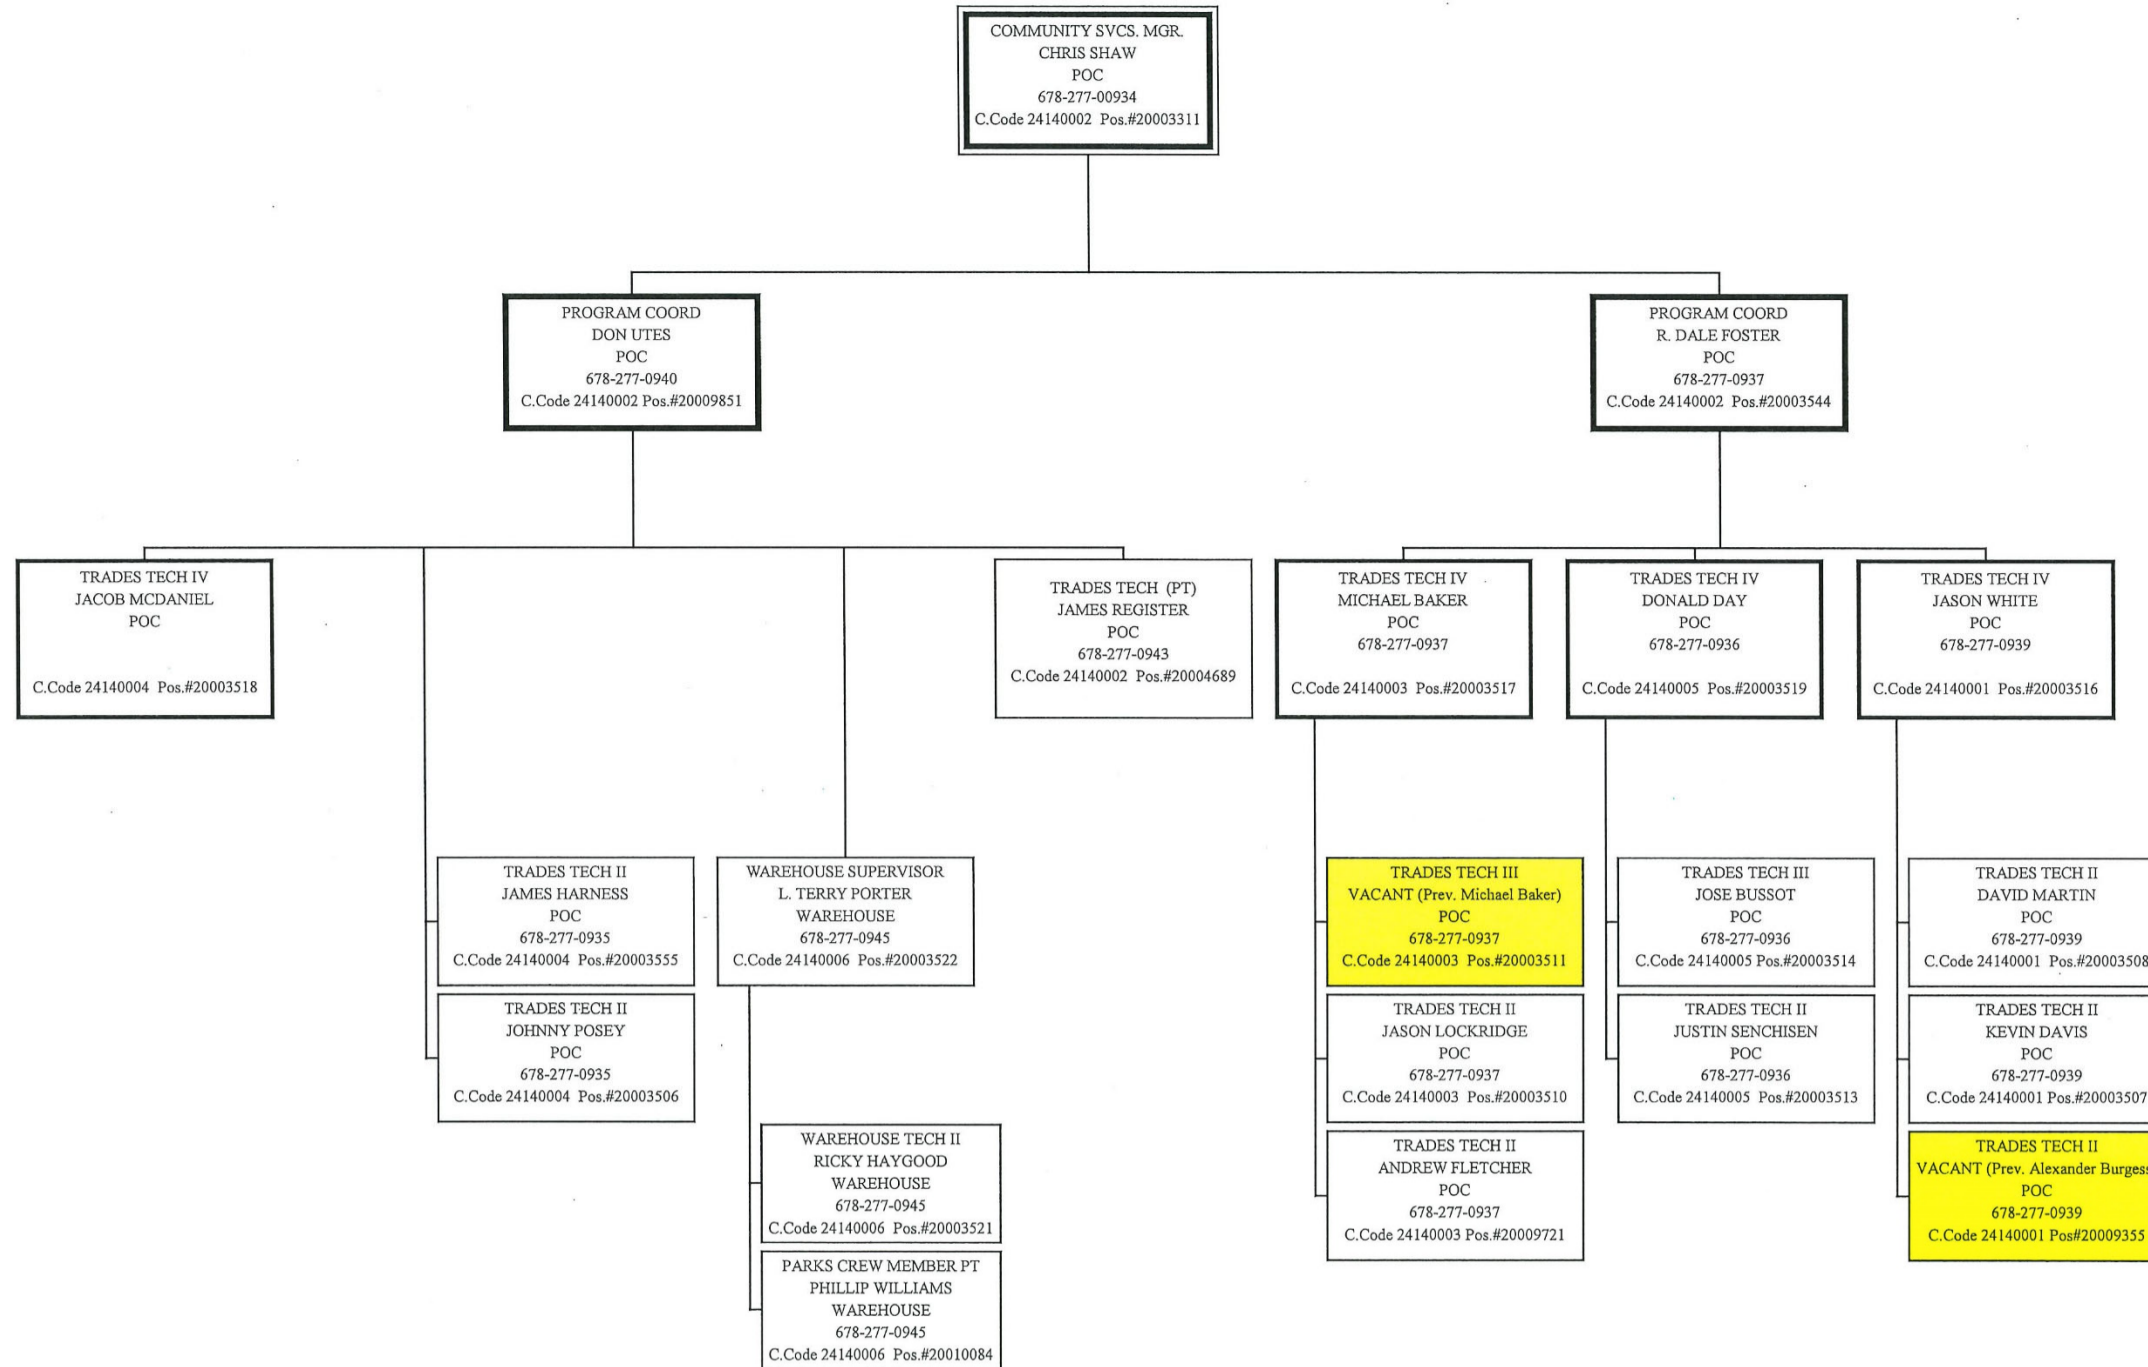 COMMUNITY SVCS. MGR.
CHRIS SHAW
POC
678-277-00934
C.Code 24140002 Pos.#20003311
PROGRAM COORD
DON UTES
POC
678-277-0940
C.Code 24140002 Pos.#20009851
PROGRAM COORD
R. DALE FOSTER
POC
678-277-0937
C.Code 24140002 Pos.#20003544
TRADES TECH IV
JACOB MCDANIEL
POC
C.Code 24140004 Pos.#20003518
TRADES TECH (PT)
JAMES REGISTER
POC
678-277-0943
C.Code 24140002 Pos.#20004689
TRADES TECH IV
MICHAEL BAKER
POC
678-277-0937
C.Code 24140003 Pos.#20003517
TRADES TECH IV
DONALD DAY
POC
678-277-0936
C.Code 24140005 Pos.#20003519
TRADES TECH IV
JASON WHITE
POC
678-277-0939
C.Code 24140001 Pos.#20003516
TRADES TECH II
JAMES HARNESS
POC
678-277-0935
C.Code 24140004 Pos.#20003555
WAREHOUSE SUPERVISOR
L. TERRY PORTER
WAREHOUSE
678-277-0945
C.Code 24140006 Pos.#20003522
TRADES TECH III
VACANT (Prev. Michael Baker)
POC
678-277-0937
C.Code 24140003 Pos.#20003511
TRADES TECH III
JOSE BUSSOT
POC
678-277-0936
C.Code 24140005 Pos.#20003514
TRADES TECH II
DAVID MARTIN
POC
678-277-0939
C.Code 24140001 Pos.#20003508
TRADES TECH II
JOHNNY POSEY
POC
678-277-0935
C.Code 24140004 Pos.#20003506
TRADES TECH II
JASON LOCKRIDGE
POC
678-277-0937
C.Code 24140003 Pos.#20003510
TRADES TECH II
JUSTIN SENCHISEN
POC
678-277-0936
C.Code 24140005 Pos.#20003513
TRADES TECH II
KEVIN DAVIS
POC
678-277-0939
C.Code 24140001 Pos.#20003507
WAREHOUSE TECH II
RICKY HAYGOOD
WAREHOUSE
678-277-0945
C.Code 24140006 Pos.#20003521
TRADES TECH II
ANDREW FLETCHER
POC
678-277-0937
C.Code 24140003 Pos.#20009721
TRADES TECH II
VACANT (Prev. Alexander Burgess
POC
678-277-0939
C.Code 24140001 Pos#20009355
PARKS CREW MEMBER PT
PHILLIP WILLIAMS
WAREHOUSE
678-277-0945
C.Code 24140006 Pos.#20010084